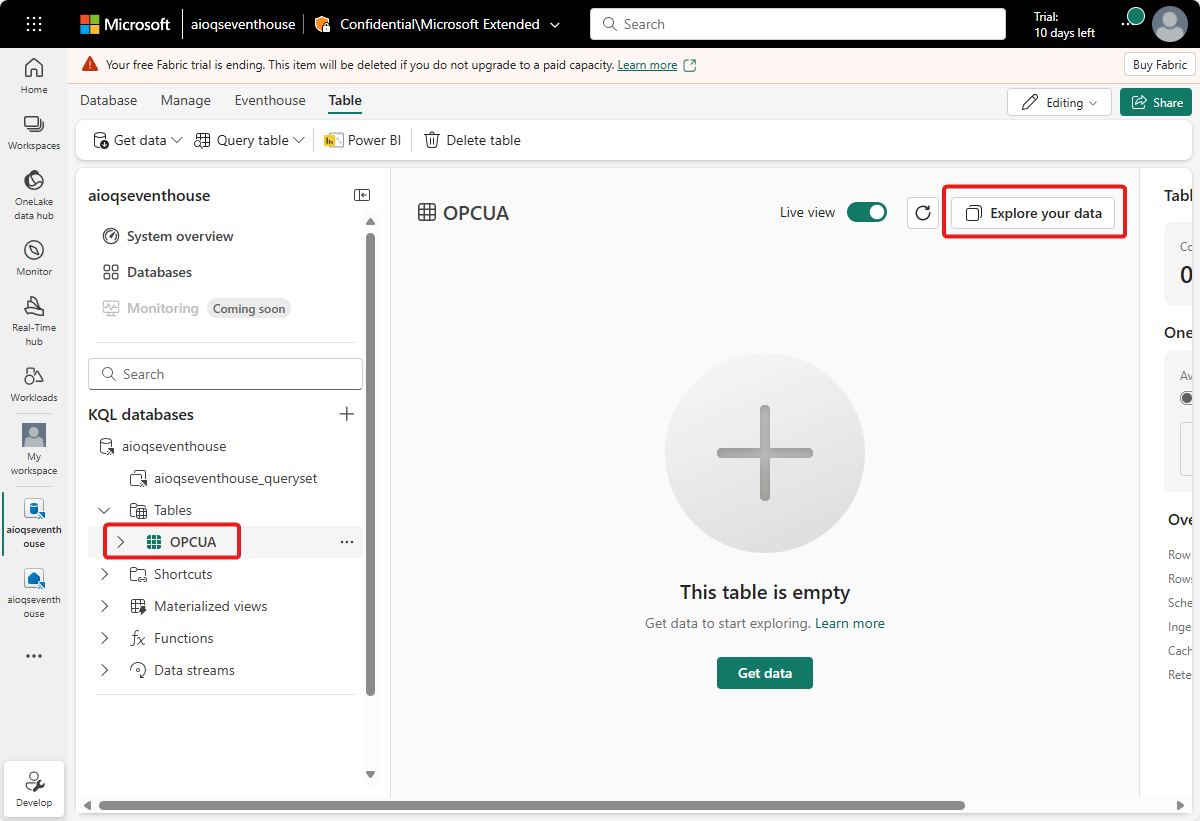 Microsoft
aioqseventhouse
Confidential\Microsoft Extended
Search
Trial:
10 days left
Your free Fabric trial is ending. This item will be deleted if you do not upgrade to a paid capacity. Learn more
Buy Fabric
Home
Workspaces
OneLake
data hub
Monitor
Real-Time
hub
Workloads
My
workspace
aioqseventh
ouse
aioqseventh
ouse
Develop
Database
Manage
Eventhouse
Table
Editing
Share
Get data
Query table
Power BI
Delete table
aioqseventhouse
System overview
Databases
Monitoring
Coming soon
Search
KQL databases
aioqseventhouse
aioqseventhouse_queryset
Tables
OPCUA
Shortcuts
Materialized views
fx Functions
Data streams
OPCUA
Live view
Explore your data
This table is empty
Get data to start exploring. Learn more
Get data
Tabl
Co
0
One
Av
Ove
Row
Rows
Sche
Inge
Cach
Rete